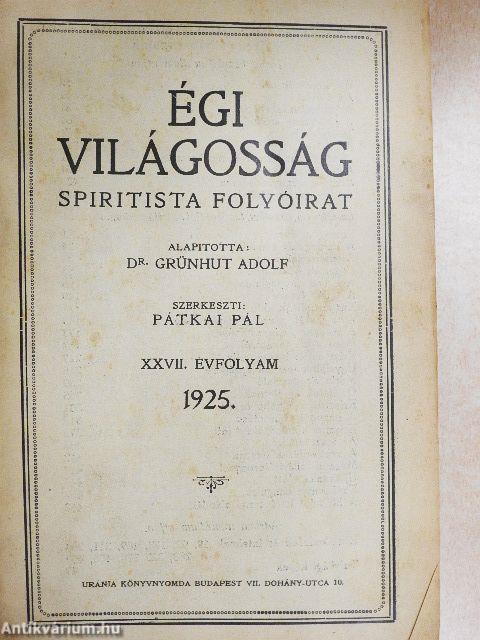 ÉGI
VILÁGOSSÁG
SPIRITISTA FOLYÓIRAT
ALAPITOTTA:
DR. GRÜNHUT ADOLF
SZERKESZTI:
PÁTKAI PÁL
XXVII. ÉVFOLYAM
1925.
URANIA KÖNYVNYOMDA BUDAPEST VII. DOHÁNY-UTCA 10.
Antikvárium.hu